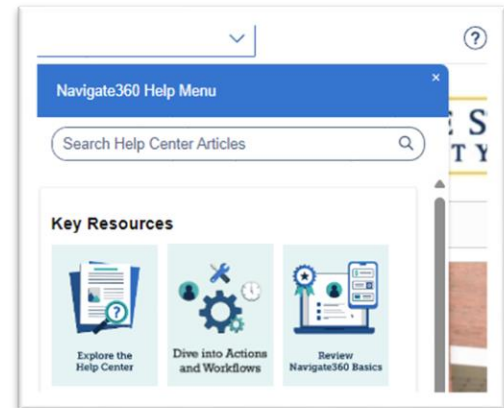 ?
Navigate360 Help Menu
×
Search Help Center Articles
S
T Y
Key Resources
?
Explore the
Help Center
Dive into Actions
and Workflows
Review
Navigate360 Basics